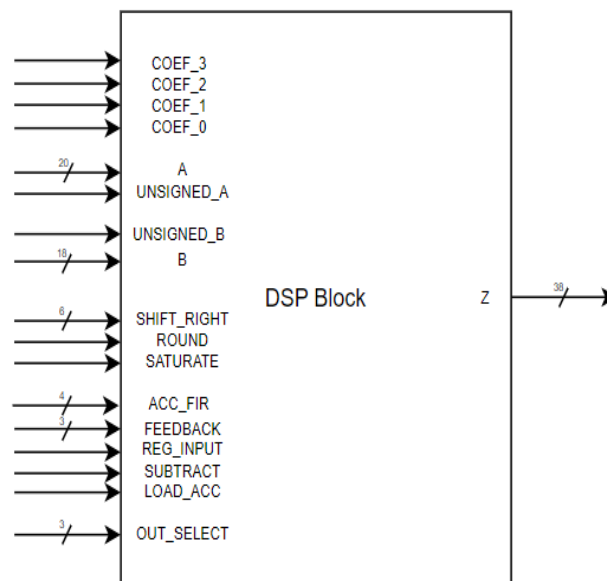 COEF_3
COEF_2
COEF_1
COEF_0
20
A
UNSIGNED_A
UNSIGNED_B
18
B
DSP Block
Z
38
6
SHIFT_RIGHT
ROUND
SATURATE
4
ACC_FIR
3
FEEDBACK
REG_INPUT
SUBTRACT
LOAD_ACC
3
OUT_SELECT